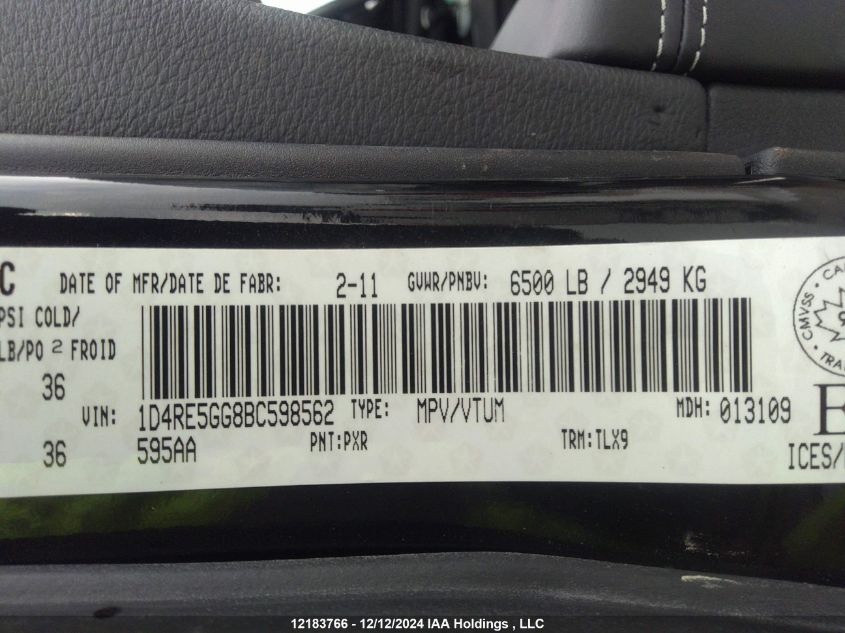 C DATE OF MFR/DATE DE FABR: 2-11 GVWR/PNBV: 6500 LB / 2949 KG
PSI COLD/
LB/PO 2 FROID
36
VIN: 1D4RE5GG8BC598562 TYPE: MPV/VTUM MDH: 013109
36 595AA PNT:PXR TRM:TLX9 ICES/
CMVSS
12183766 - 12/12/2024 IAA Holdings , LLC